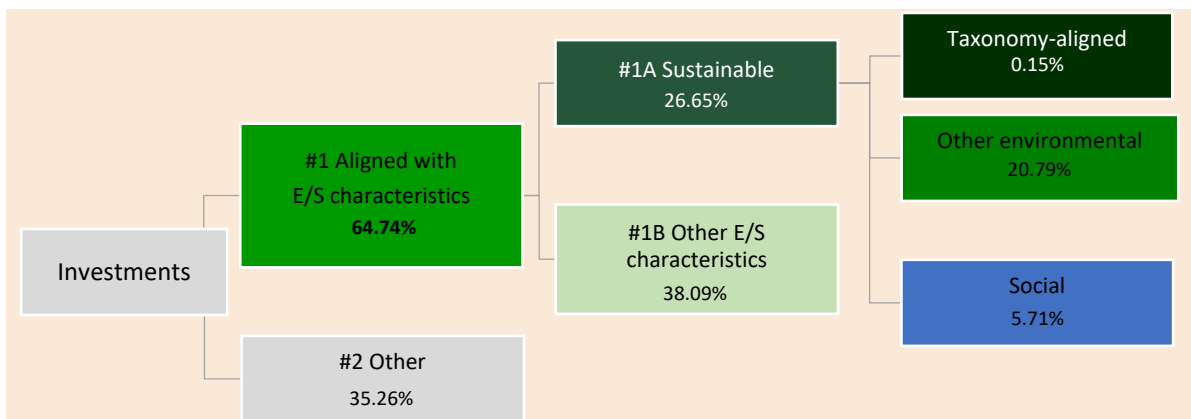 Investments
#1 Aligned with
E/S characteristics
64.74%
#2 Other
35.26%
#1A Sustainable
26.65%
#1B Other E/S
characteristics
38.09%
Taxonomy-aligned
0.15%
Other environmental
20.79%
Social
5.71%